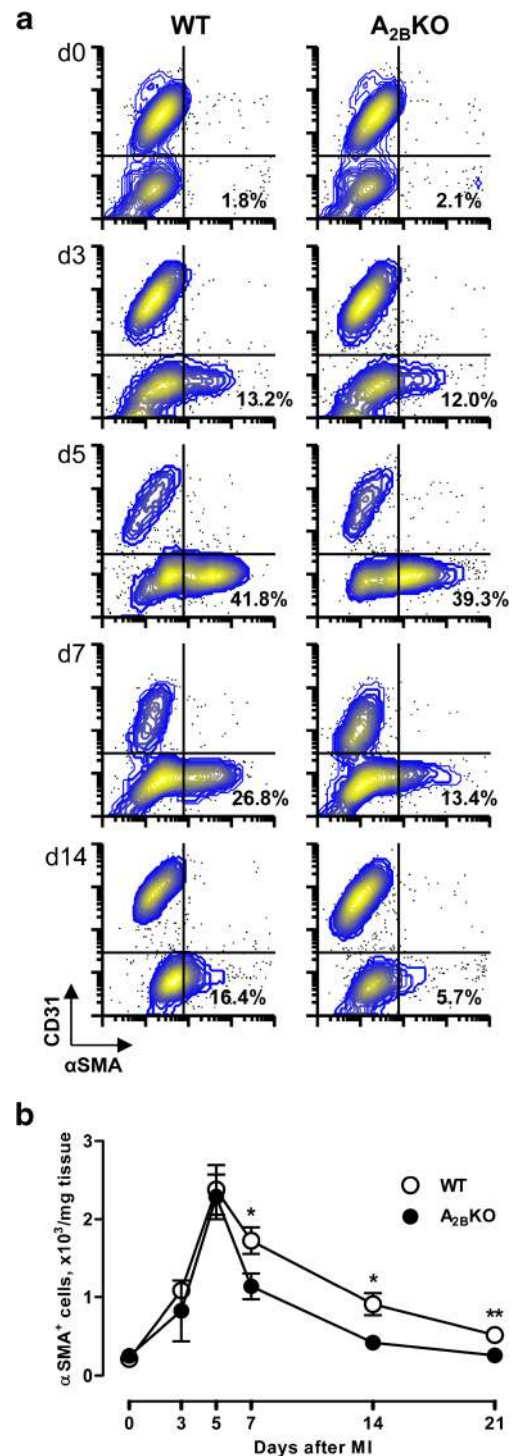 a
WT A2BKO
d0
1.8% 2.1%
d3
13.2% 12.0%
d5
41.8% 39.3%
d7
26.8% 13.4%
d14
16.4% 5.7%
CD31
αSMA
b
αSMA+ cells, x10³/mg tissue
3
2
1
0
WT
A2BKO
* * **
0 3 5 7 14 21
Days after MI